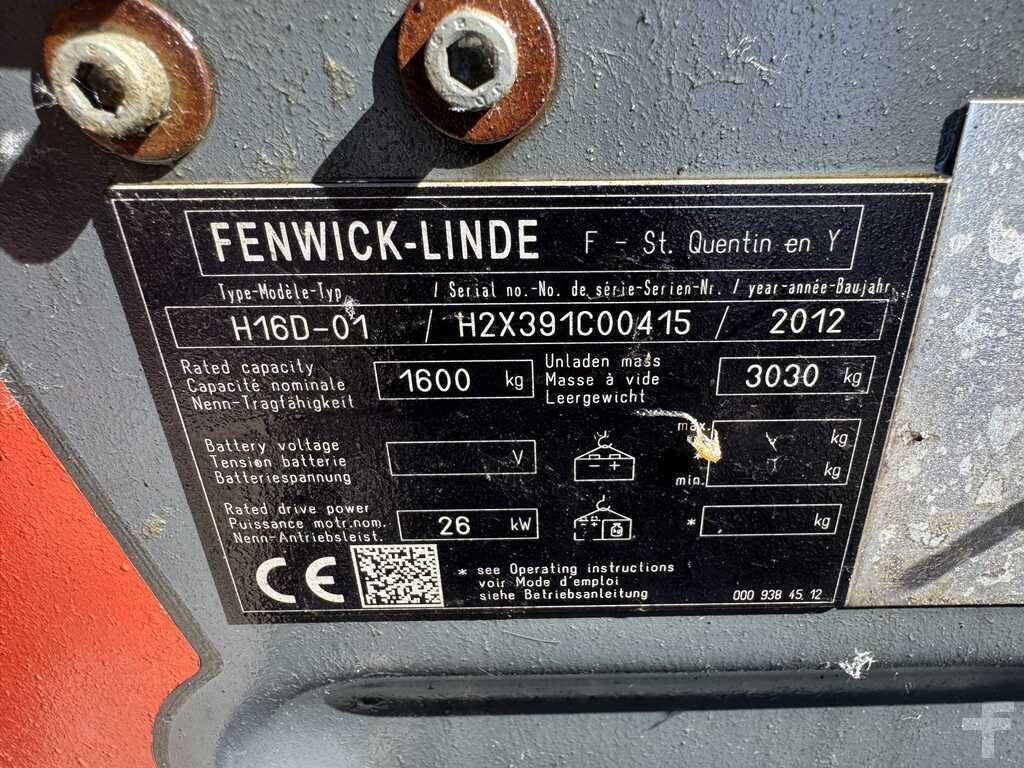 FENWICK-LINDE F - St. Quentin en Y
Type-Modèle-Typ / Serial no.-No. de série-Serien-Nr. / year-année-Baujahr
H16D-01 / H2X391C00415 / 2012
Rated capacity
Capacité nominale
Nenn-Tragfähigkeit
1600 kg
Unladen mass
Masse à vide
Leergewicht
3030 kg
Battery voltage
Tension batterie
Batteriespannung
V
- +
max. kg
min. kg
Rated drive power
Puissance motr.nom.
Nenn-Antriebsleist.
26 kW
* kg
CE
* see Operating instructions
voir Mode d'emploi
siehe Betriebsanleitung
000 938 45 12